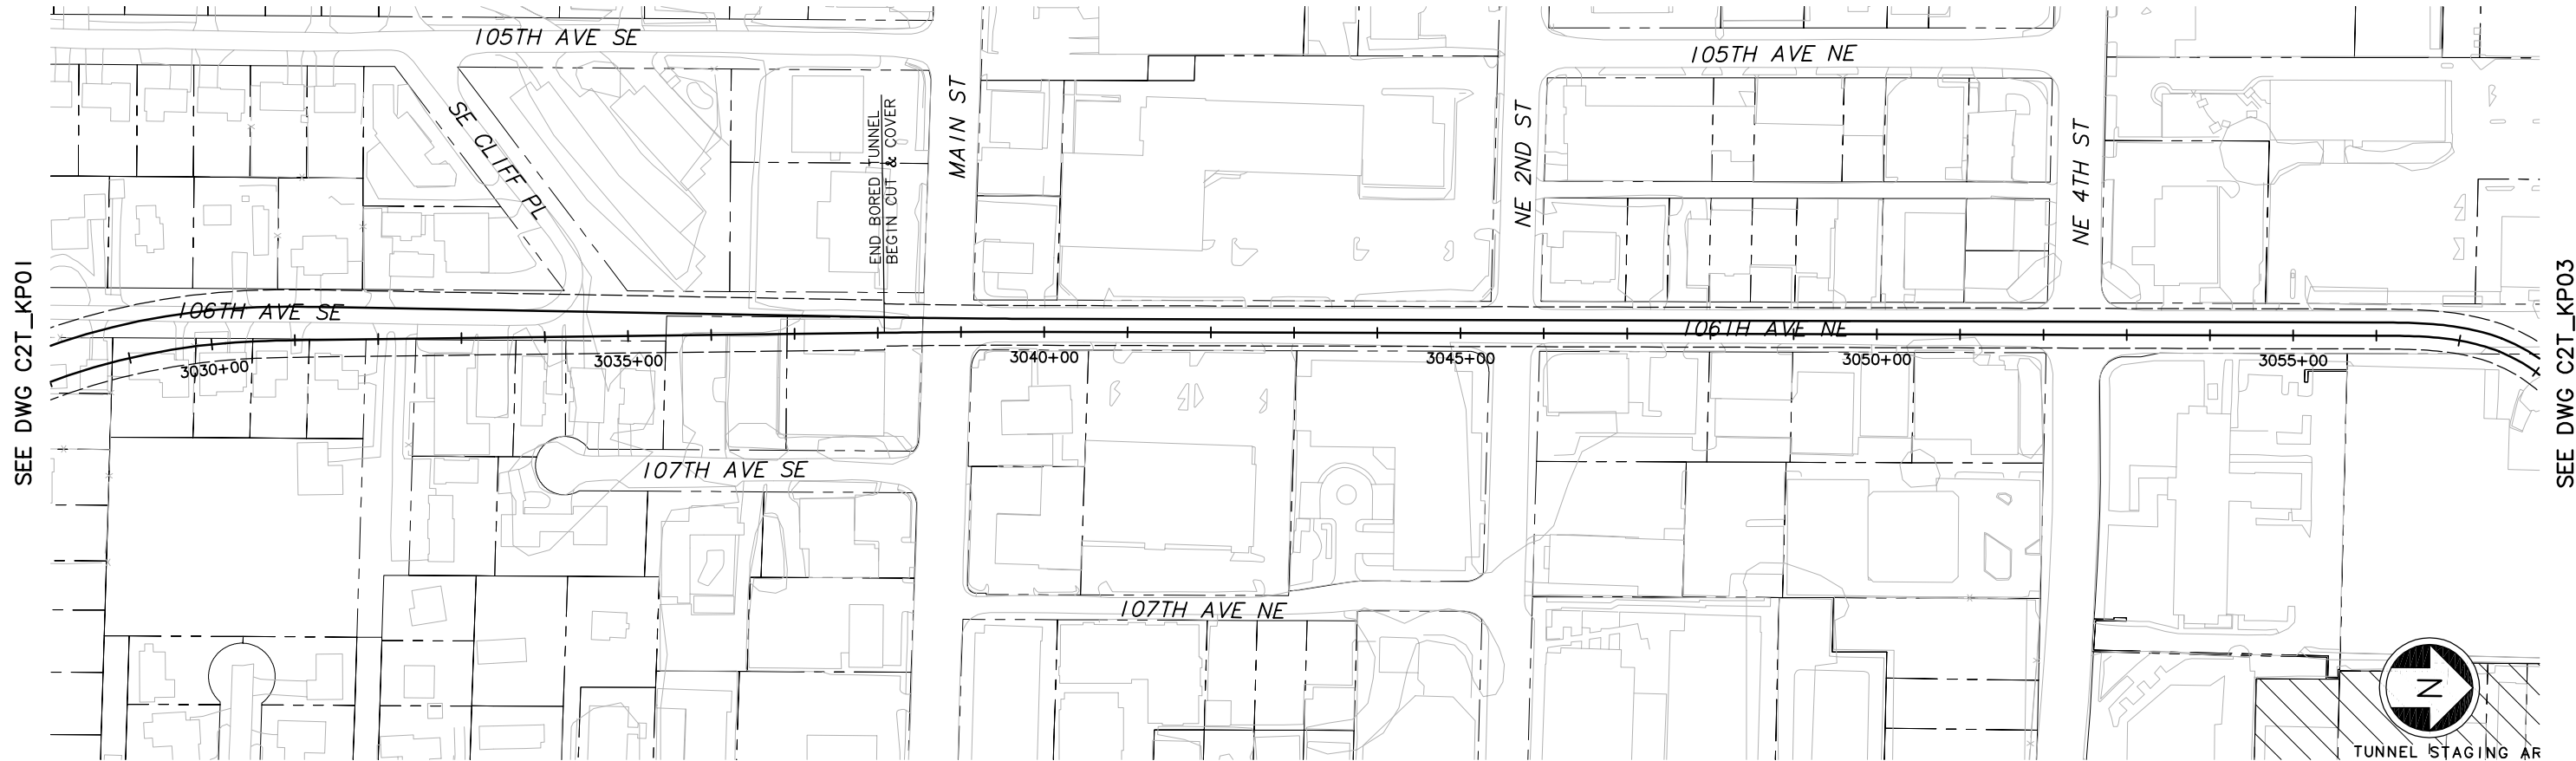 105TH AVE SE
105TH AVE NE
SE CLIFF PL
END BORED TUNNEL
BEGIN CUT & COVER
MAIN ST
NE 2ND ST
NE 4TH ST
SEE DWG C2T_KP01
SEE DWG C2T_KP03
106TH AVE SE
106TH AVE NE
3030+00
3035+00
3040+00
3045+00
3050+00
3055+00
107TH AVE SE
107TH AVE NE
N
TUNNEL STAGING AR